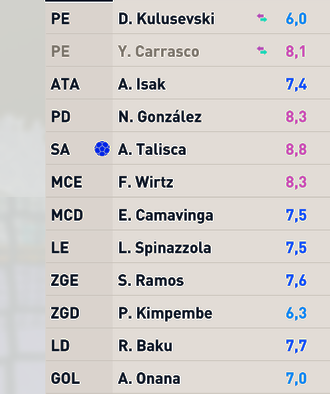 PE D. Kulusevski 6,0
PE Y. Carrasco 8,1
ATA A. Isak 7,4
PD N. González 8,3
SA A. Talisca 8,8
MCE F. Wirtz 8,3
MCD E. Camavinga 7,5
LE L. Spinazzola 7,5
ZGE S. Ramos 7,6
ZGD P. Kimpembe 6,3
LD R. Baku 7,7
GOL A. Onana 7,0